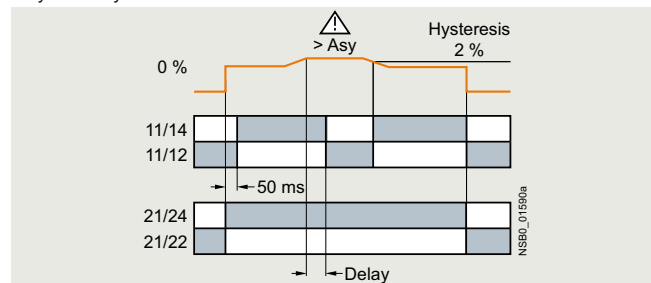 > Asy
Hysteresis
2 %
0 %
11/14
11/12
50 ms
21/24
21/22
Delay
NSB0_01590a